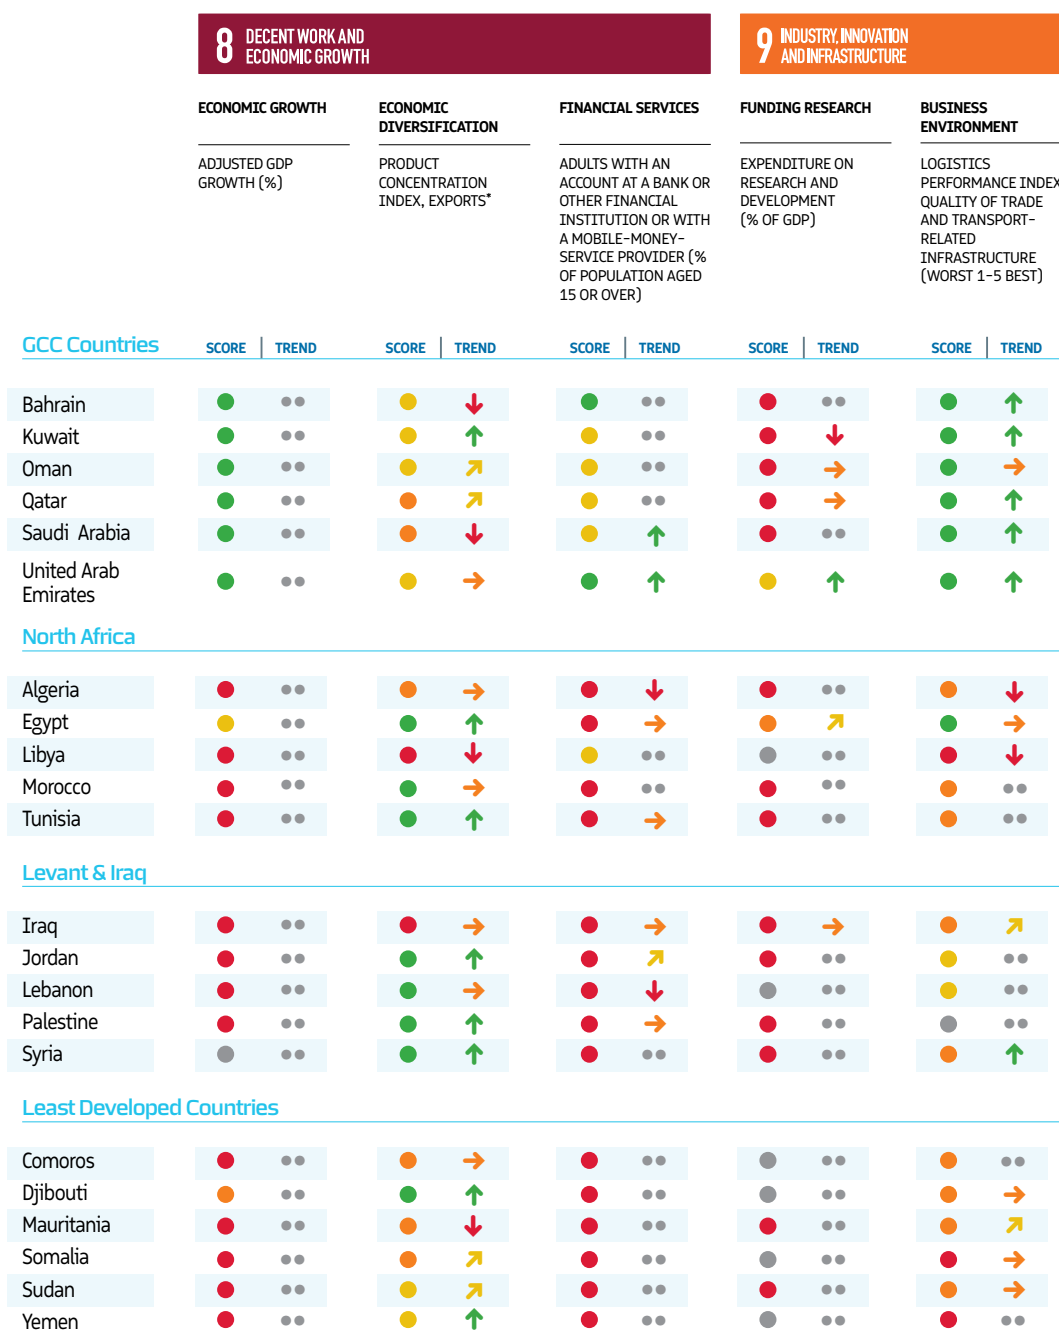 8 DECENT WORK AND
ECONOMIC GROWTH
9 INDUSTRY, INNOVATION
AND INFRASTRUCTURE
ECONOMIC GROWTH
ECONOMIC
DIVERSIFICATION
FINANCIAL SERVICES
FUNDING RESEARCH
BUSINESS
ENVIRONMENT
ADJUSTED GDP
GROWTH (%)
PRODUCT
CONCENTRATION
INDEX, EXPORTS*
ADULTS WITH AN
ACCOUNT AT A BANK OR
OTHER FINANCIAL
INSTITUTION OR WITH
A MOBILE-MONEY-
SERVICE PROVIDER (%
OF POPULATION AGED
15 OR OVER)
EXPENDITURE ON
RESEARCH AND
DEVELOPMENT
(% OF GDP)
LOGISTICS
PERFORMANCE INDEX
QUALITY OF TRADE
AND TRANSPORT-
RELATED
INFRASTRUCTURE
(WORST 1-5 BEST)
GCC Countries SCORE | TREND SCORE | TREND SCORE | TREND SCORE | TREND SCORE | TREND
Bahrain
Kuwait
Oman
Qatar
Saudi Arabia
United Arab
Emirates
North Africa
Algeria
Egypt
Libya
Morocco
Tunisia
Levant & Iraq
Iraq
Jordan
Lebanon
Palestine
Syria
Least Developed Countries
Comoros
Djibouti
Mauritania
Somalia
Sudan
Yemen